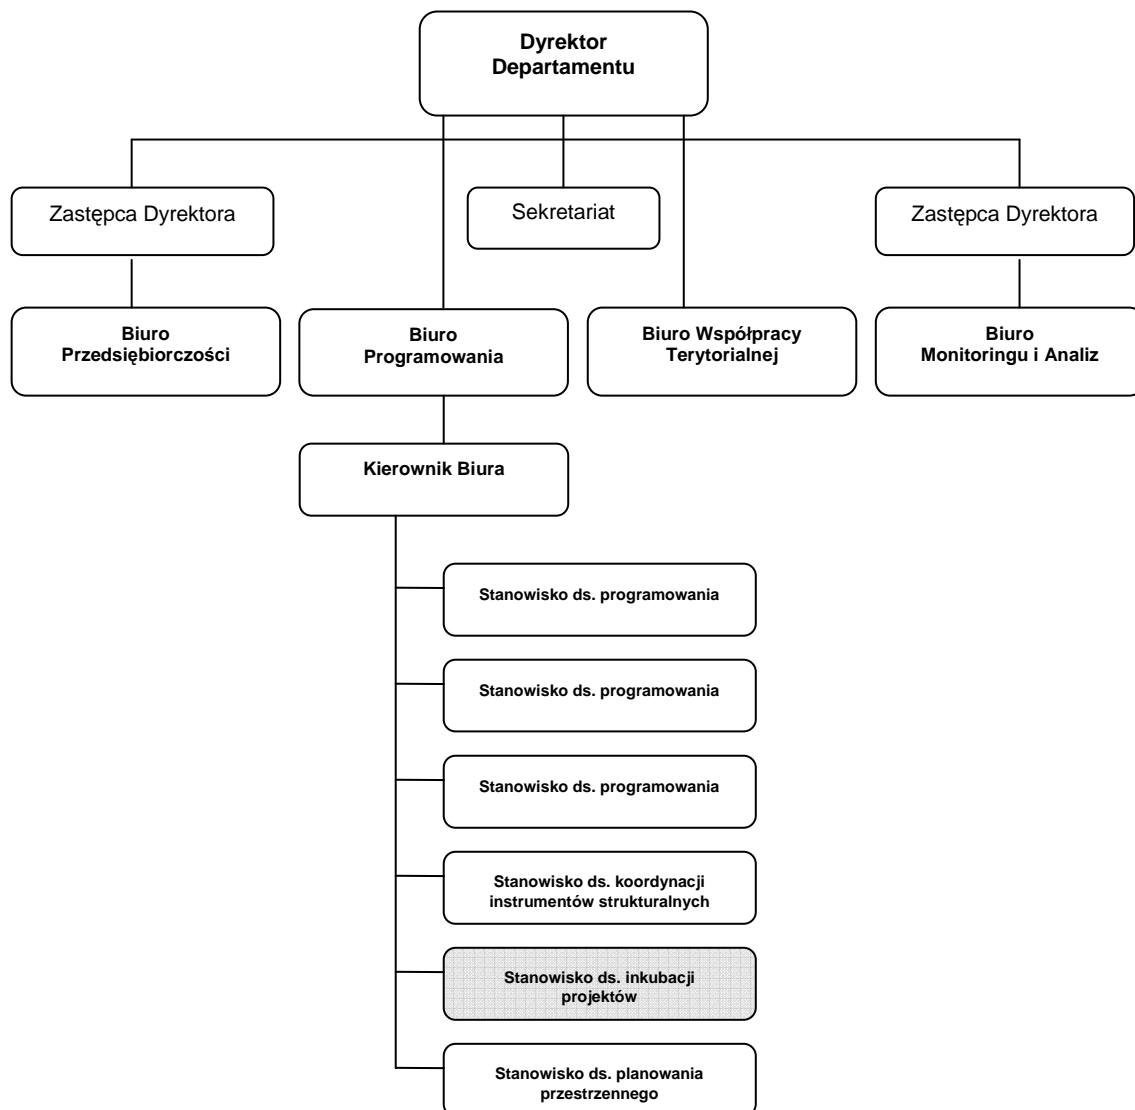 Dyrektor
Departamentu
Zastępca Dyrektora
Sekretariat
Zastępca Dyrektora
Biuro
Przedsiębiorczości
Biuro
Programowania
Biuro Współpracy
Terytorialnej
Biuro
Monitoringu i Analiz
Kierownik Biura
Stanowisko ds. programowania
Stanowisko ds. programowania
Stanowisko ds. programowania
Stanowisko ds. koordynacji
instrumentów strukturalnych
Stanowisko ds. inkubacji
projektów
Stanowisko ds. planowania
przestrzennego